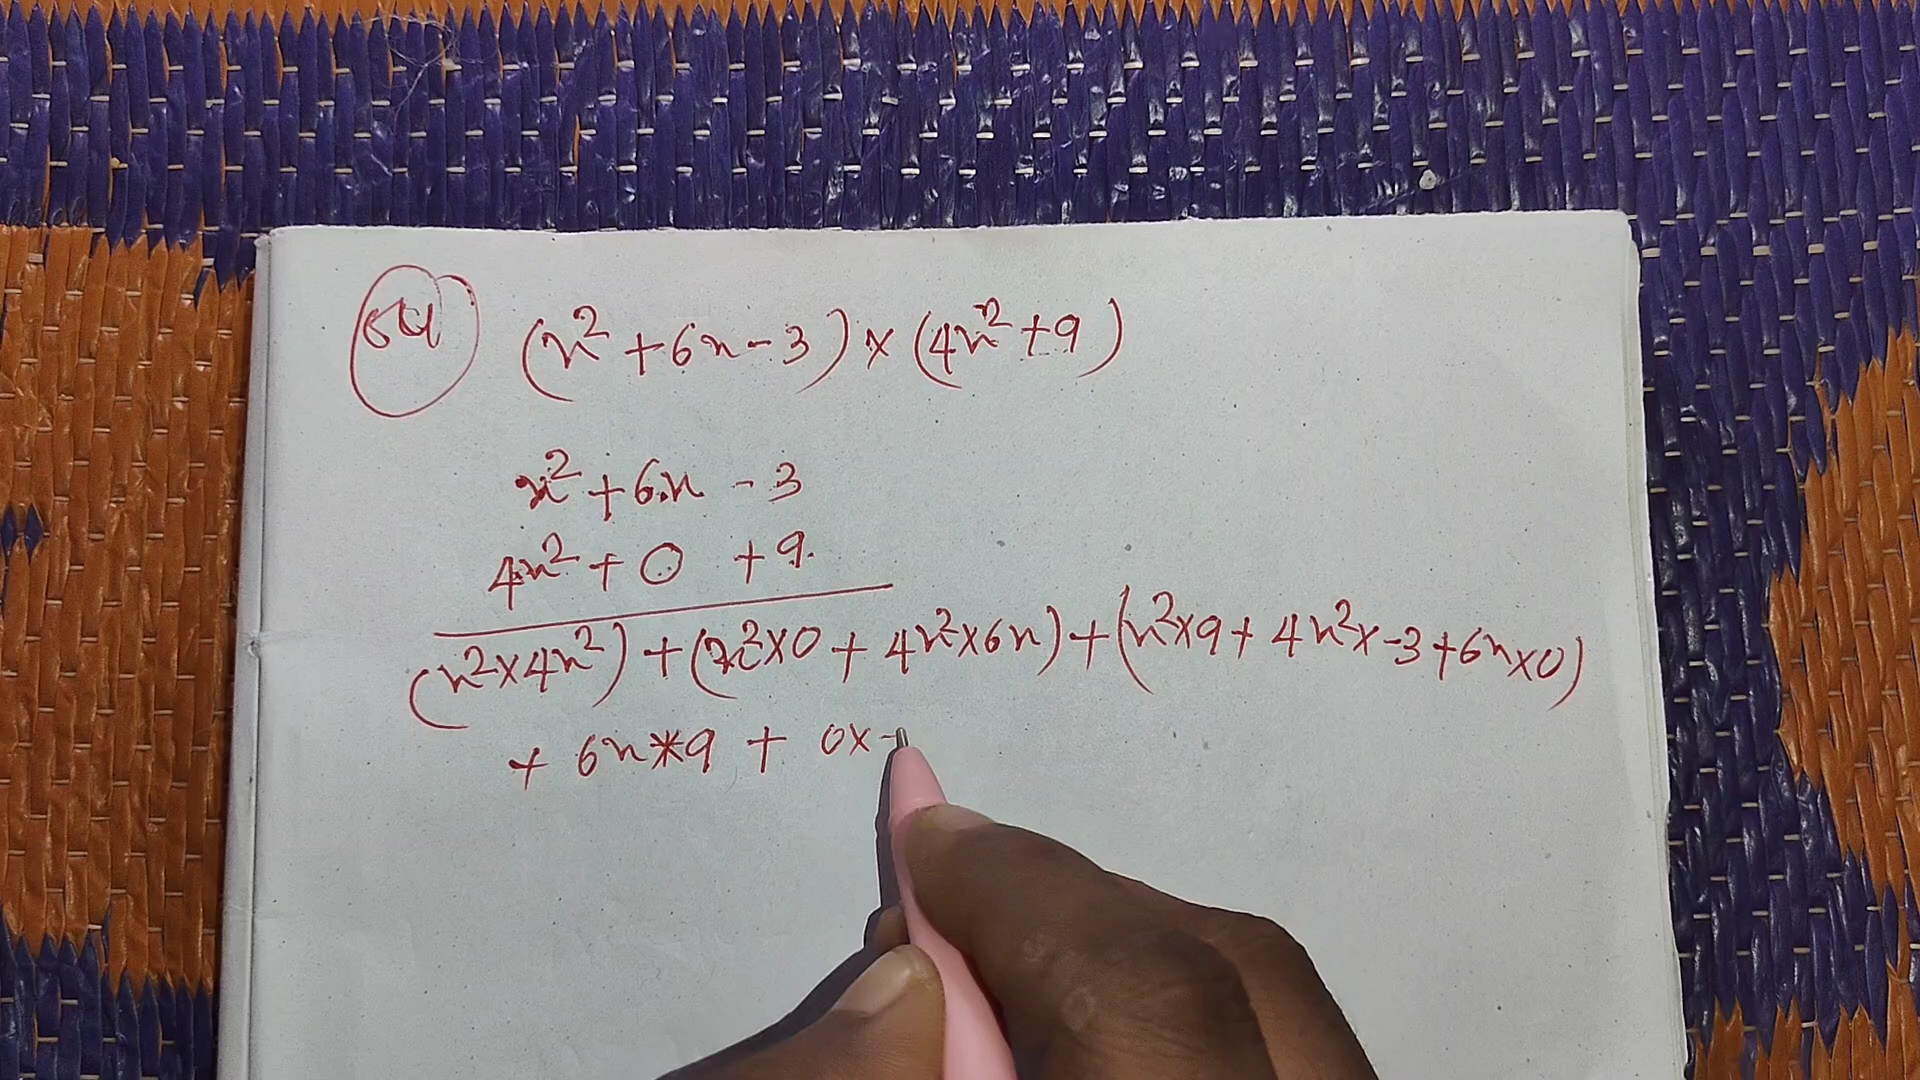 54 (x² + 6x - 3) × (4x² + 9)
x² + 6x - 3
4x² + 0 + 9
(x² × 4x²) + (x² × 0 + 4x² × 6x) + (x² × 9 + 4x² × -3 + 6x × 0)
+ 6x * 9 + 0 × -